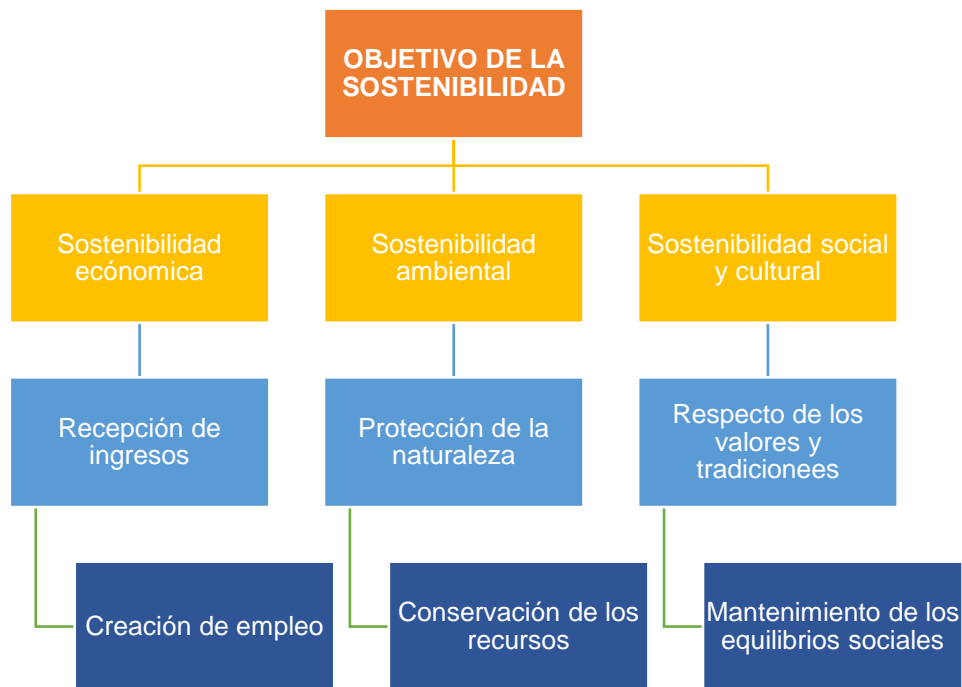 OBJETIVO DE LA
SOSTENIBILIDAD
Sostenibilidad
ecónomica
Sostenibilidad
ambiental
Sostenibilidad social
y cultural
Recepción de
ingresos
Protección de la
naturaleza
Respecto de los
valores y
tradicionees
Creación de empleo
Conservación de los
recursos
Mantenimiento de los
equilibrios sociales